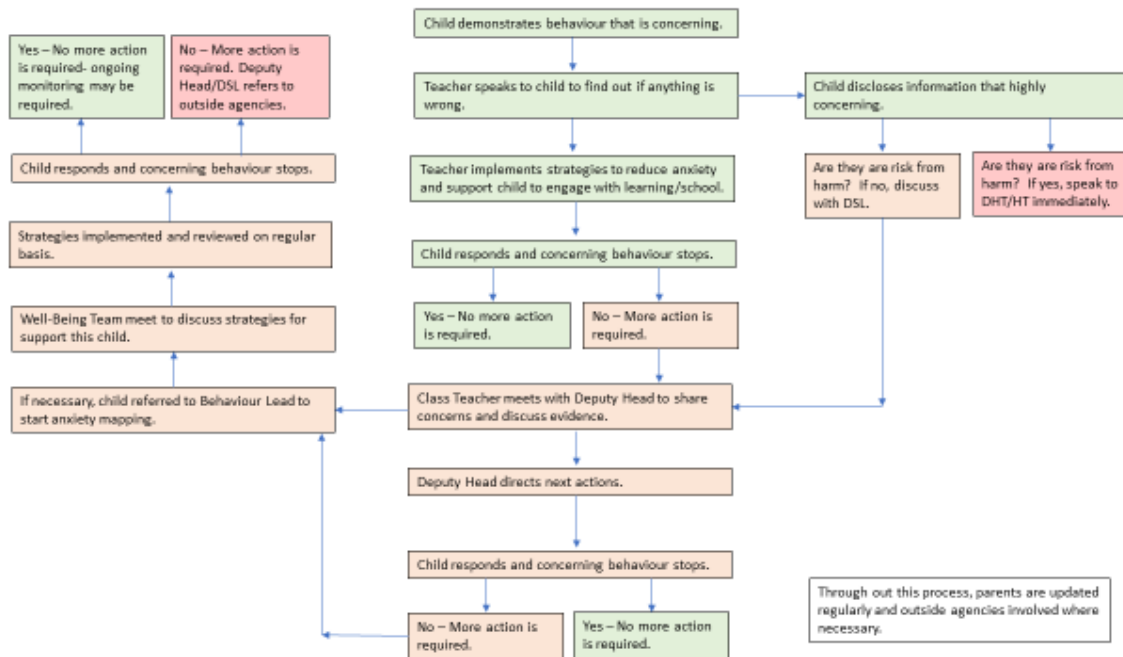 Child demonstrates behaviour that is concerning.
Yes – No more action
is required- ongoing
monitoring may be
required.
No – More action is
required. Deputy
Head/DSL refers to
outside agencies.
Teacher speaks to child to find out if anything is
wrong.
Child discloses information that highly
concerning.
Child responds and concerning behaviour stops.
Teacher implements strategies to reduce anxiety
and support child to engage with learning/school.
Are they are risk from
harm? If no, discuss
with DSL.
Are they are risk from
harm? If yes, speak to
DHT/HT immediately.
Strategies implemented and reviewed on regular
basis.
Child responds and concerning behaviour stops.
Well-Being Team meet to discuss strategies for
support this child.
Yes – No more action
is required.
No – More action is
required.
If necessary, child referred to Behaviour Lead to
start anxiety mapping.
Class Teacher meets with Deputy Head to share
concerns and discuss evidence.
Deputy Head directs next actions.
Child responds and concerning behaviour stops.
No – More action is
required.
Yes – No more action
is required.
Through out this process, parents are updated
regularly and outside agencies involved where
necessary.